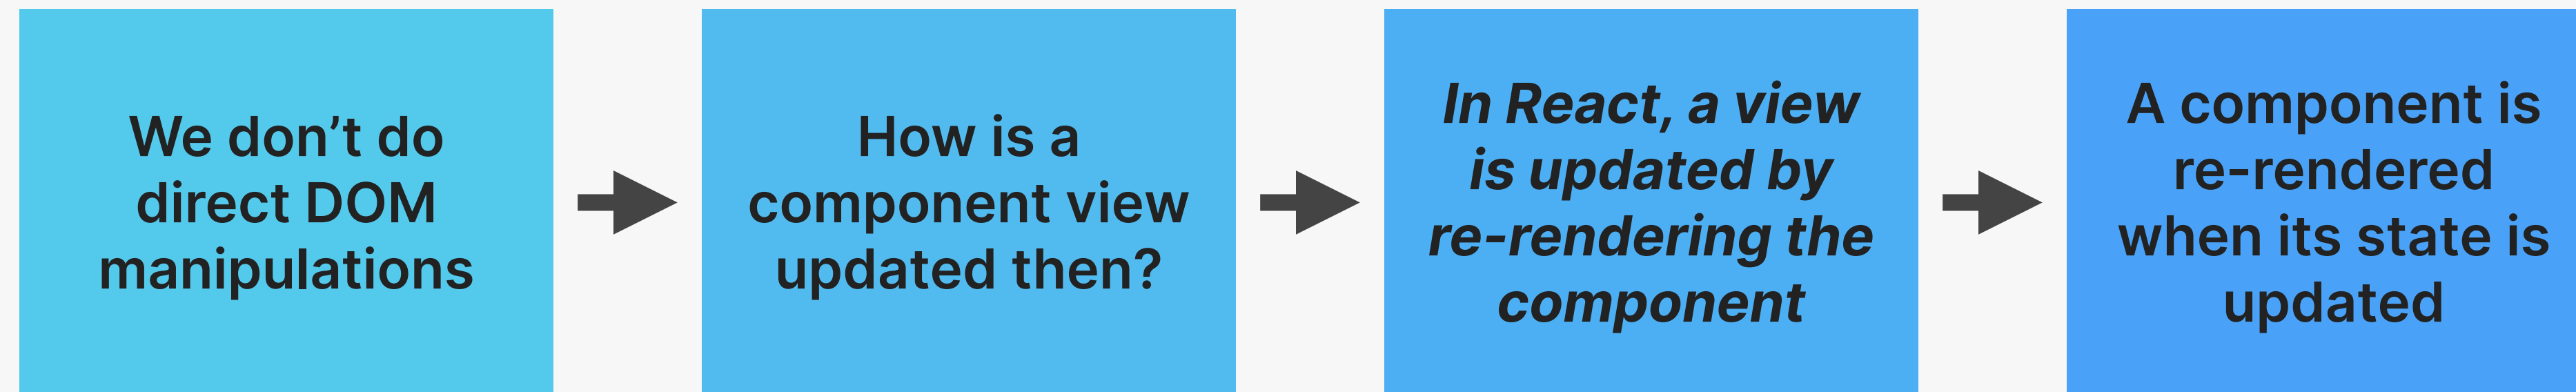 We don’t do
direct DOM
manipulations
How is a
component view
updated then?
In React, a view
is updated by
re-rendering the
component
A component is
re-rendered
when its state is
updated